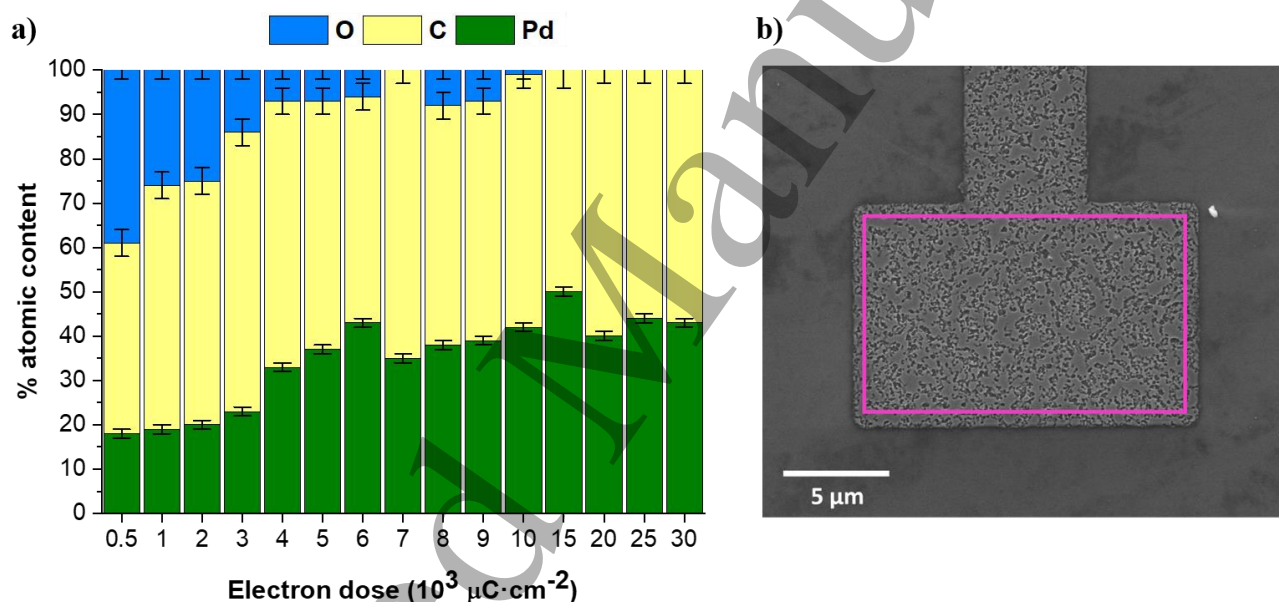 a)
O C Pd
% atomic content
100
90
80
70
60
50
40
30
20
10
0
0.5 1 2 3 4 5 6 7 8 9 10 15 20 25 30
Electron dose (10³ µC·cm⁻²)
b)
5 µm
d Manu